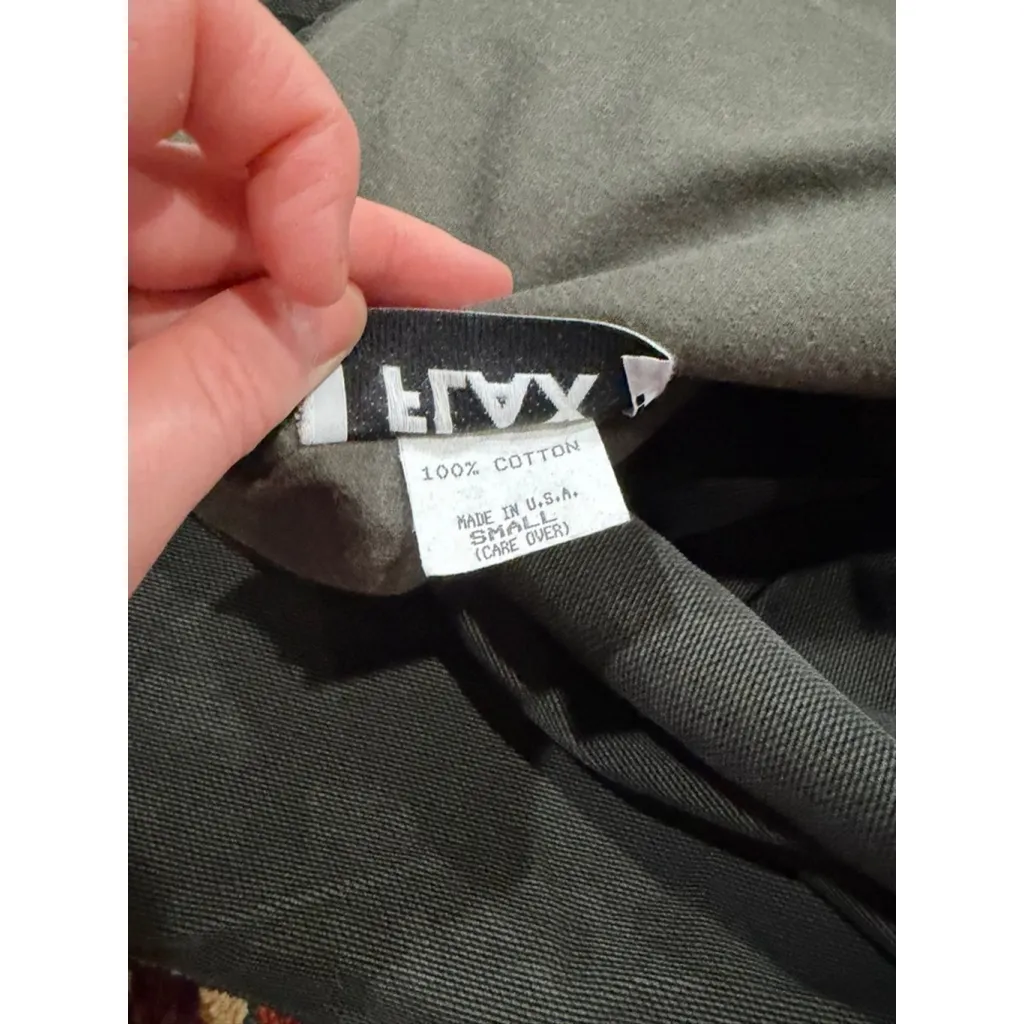 FLAX
100% COTTON
MADE IN U.S.A.
SMALL
(CARE OVER)